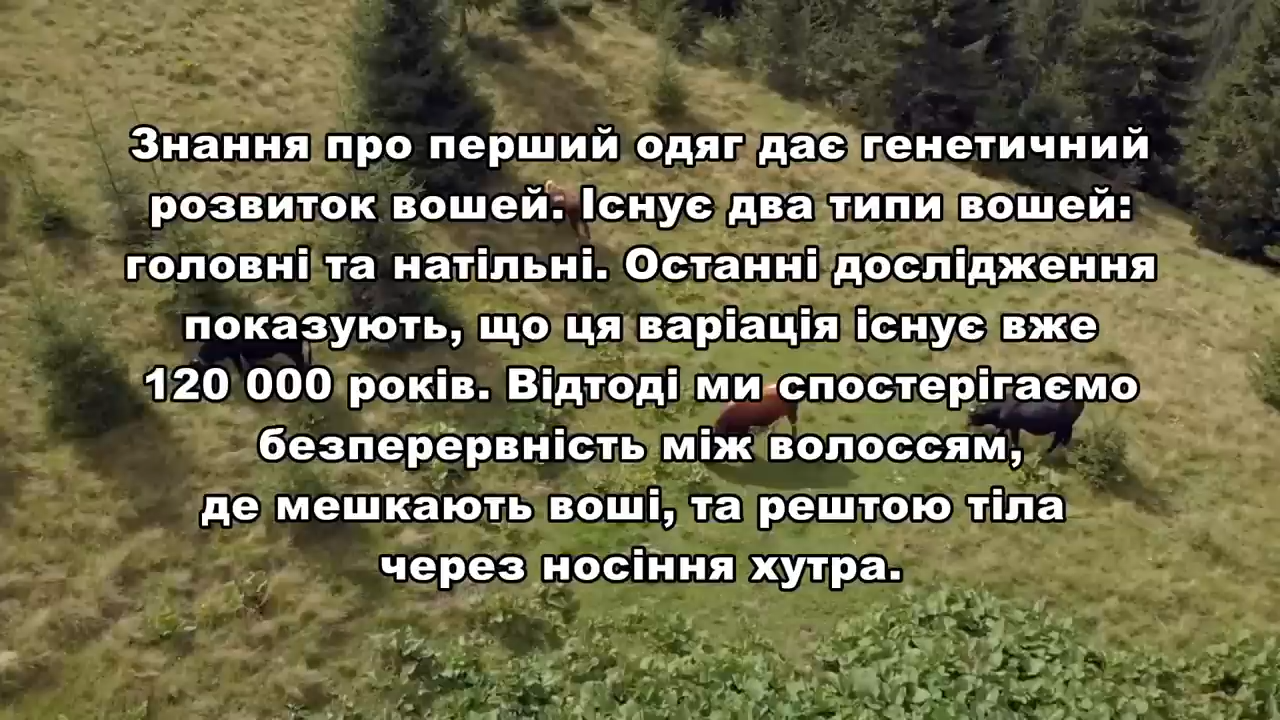 Знання про перший одяг дає генетичний
розвиток вошей. Існує два типи вошей:
головні та натільні. Останні дослідження
показують, що ця варіація існує вже
120 000 років. Відтоді ми спостерігаємо
безперервність між волоссям,
де мешкають воші, та рештою тіла
через носіння хутра.